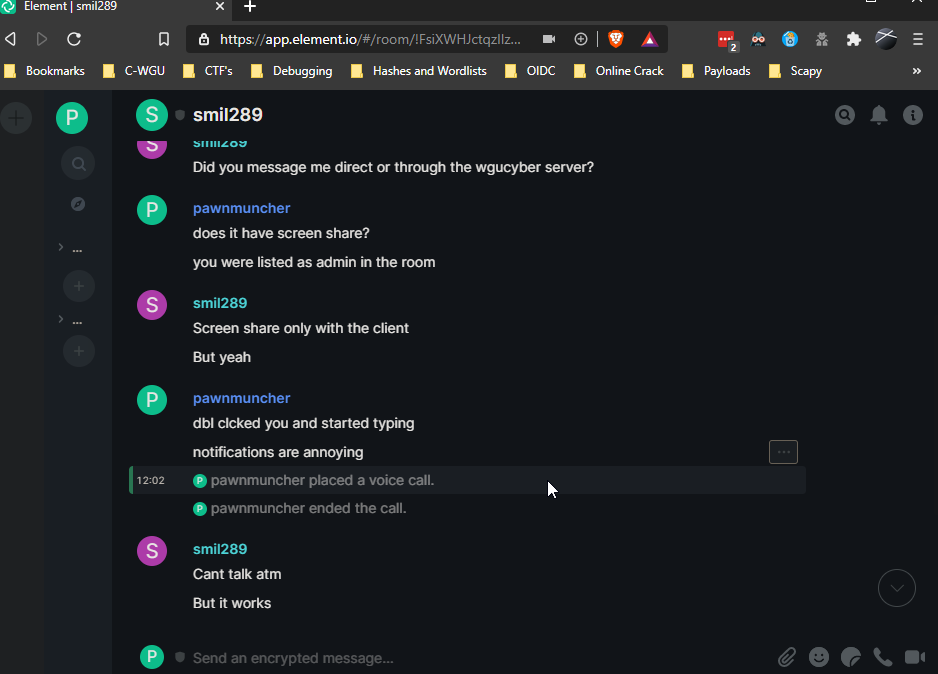 Element | smil289
https://app.element.io/#/room/!FsiXWHJctqzIlz...
2
Bookmarks C-WGU CTF's Debugging Hashes and Wordlists OIDC Online Crack Payloads Scapy »
P
S smil289
S smil289
Did you message me direct or through the wgucyber server?
P pawnmuncher
does it have screen share?
you were listed as admin in the room
...
S smil289
Screen share only with the client
...
But yeah
P pawnmuncher
dbl clcked you and started typing
notifications are annoying
12:02 P pawnmuncher placed a voice call.
P pawnmuncher ended the call.
S smil289
Cant talk atm
But it works
P Send an encrypted message...